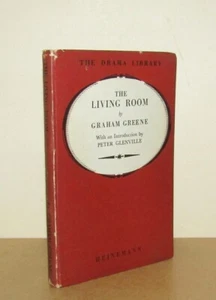 THE DRAMA LIBRARY
THE
LIVING ROOM
by
GRAHAM GREENE
With an Introduction by
PETER GLENVILLE
HEINEMANN